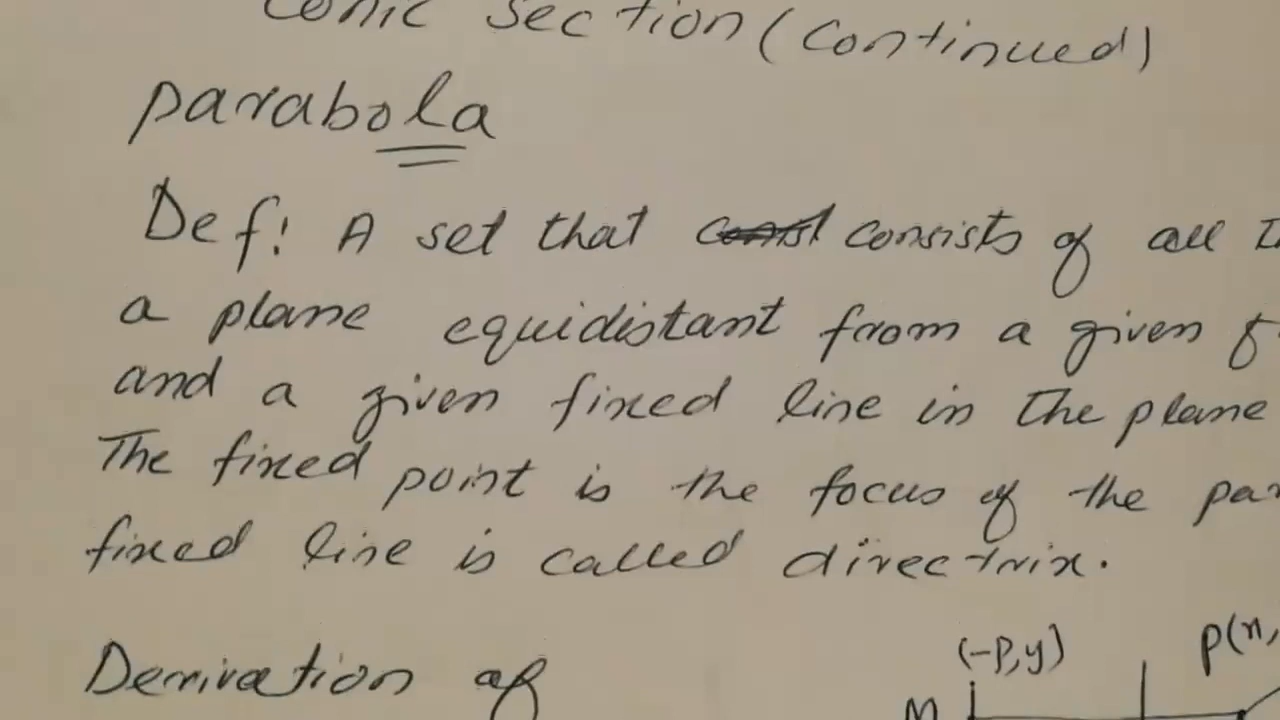 Conic Section (Continued)
parabola
Def: A set that consists of all
a plane equidistant from a given
and a given fixed line in the plane
The fixed point is the focus of the
fixed line is called directrix.
(-P,y) P(x,
Derivation of
M